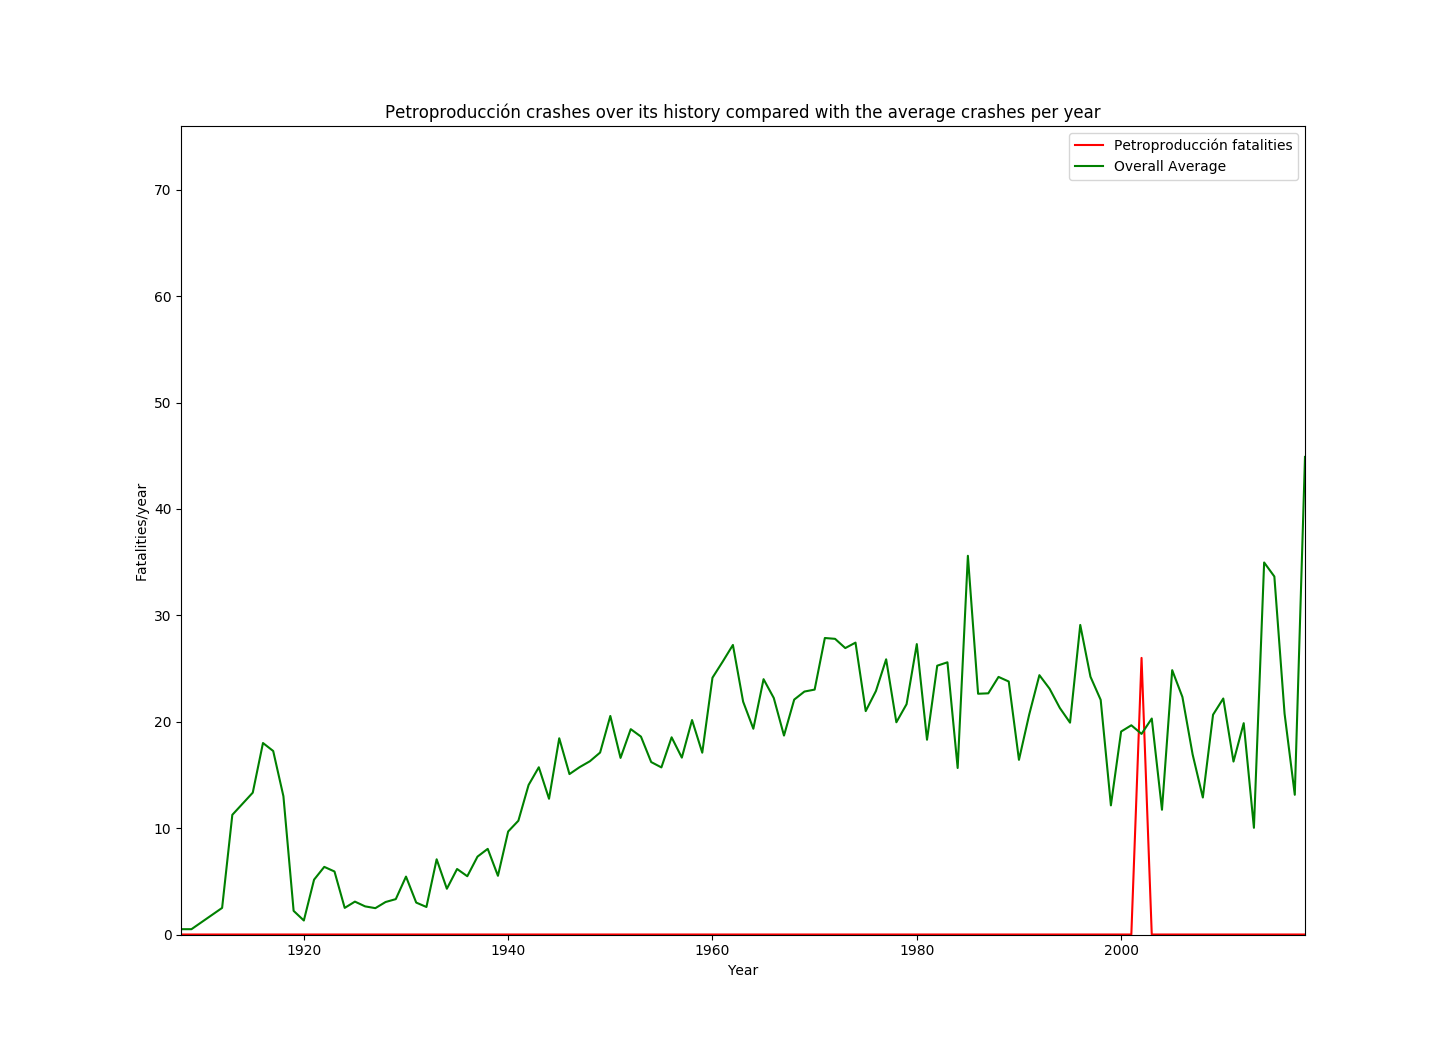 Petroproducción crashes over its history compared with the average crashes per year
Petroproducción fatalities
Overall Average
70
60
50
40
30
20
10
0
Fatalities/year
1920 1940 1960 1980 2000
Year